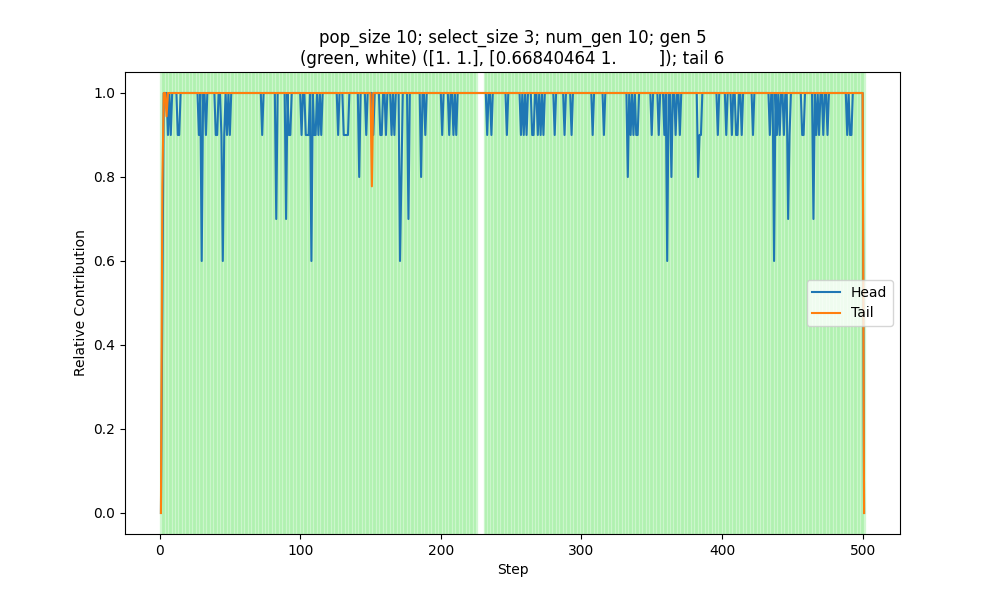 pop_size 10; select_size 3; num_gen 10; gen 5
(green, white) ([1. 1.], [0.66840464 1.         ]); tail 6
Relative Contribution
1.0
0.8
0.6
0.4
0.2
0.0
Head
Tail
0 100 200 300 400 500
Step